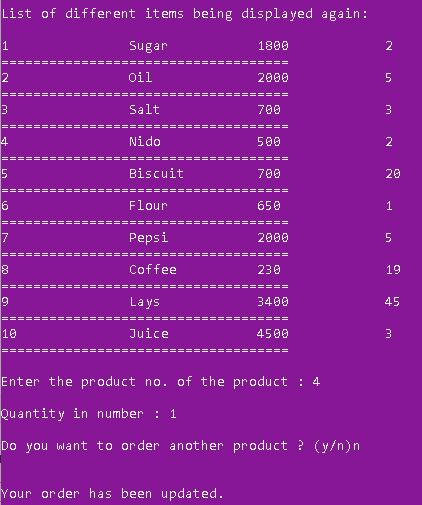 List of different items being displayed again:
1 Sugar 1800 2
====================================
2 Oil 2000 5
====================================
3 Salt 700 3
====================================
4 Nido 500 2
====================================
5 Biscuit 700 20
====================================
6 Flour 650 1
====================================
7 Pepsi 2000 5
====================================
8 Coffee 230 19
====================================
9 Lays 3400 45
====================================
10 Juice 4500 3
====================================
Enter the product no. of the product : 4
Quantity in number : 1
Do you want to order another product ? (y/n)n
Your order has been updated.